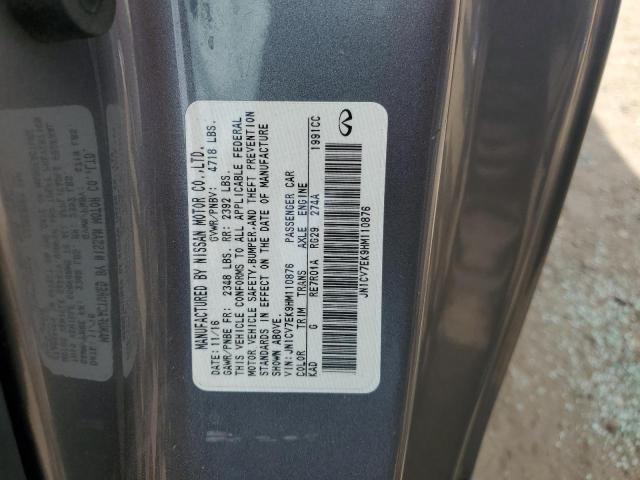 MANUFACTURED BY NISSAN MOTOR CO.,LTD.
DATE: 11/16 GVWR/PNBV: 4718 LBS.
GAWR/PNBE FR: 2348 LBS. RR: 2392 LBS.
THIS VEHICLE CONFORMS TO ALL APPLICABLE FEDERAL
MOTOR VEHICLE SAFETY,BUMPER,AND THEFT PREVENTION
STANDARDS IN EFFECT ON THE DATE OF MANUFACTURE
SHOWN ABOVE.
VIN: JN1CV7EK9HM110876 PASSENGER CAR
COLOR TRIM TRANS AXLE ENGINE
KAD G RE7R01A RG29 274A 1991CC
JN1CV7EK9HM110876